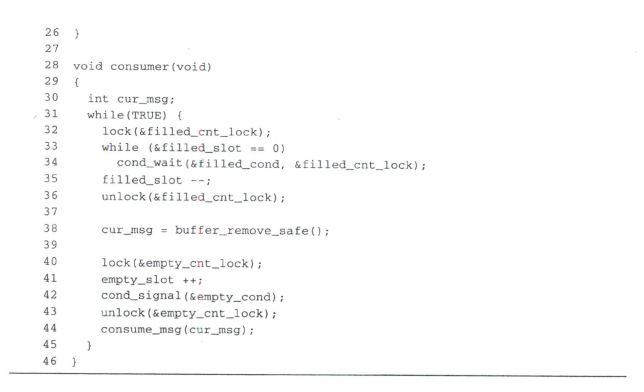 26 }
27
28 void consumer(void)
29 {
30   int cur_msg;
31   while(TRUE) {
32     lock(&filled_cnt_lock);
33     while (&filled_slot == 0)
34       cond_wait(&filled_cond, &filled_cnt_lock);
35     filled_slot --;
36     unlock(&filled_cnt_lock);
37
38     cur_msg = buffer_remove_safe();
39
40     lock(&empty_cnt_lock);
41     empty_slot ++;
42     cond_signal(&empty_cond);
43     unlock(&empty_cnt_lock);
44     consume_msg(cur_msg);
45   }
46 }